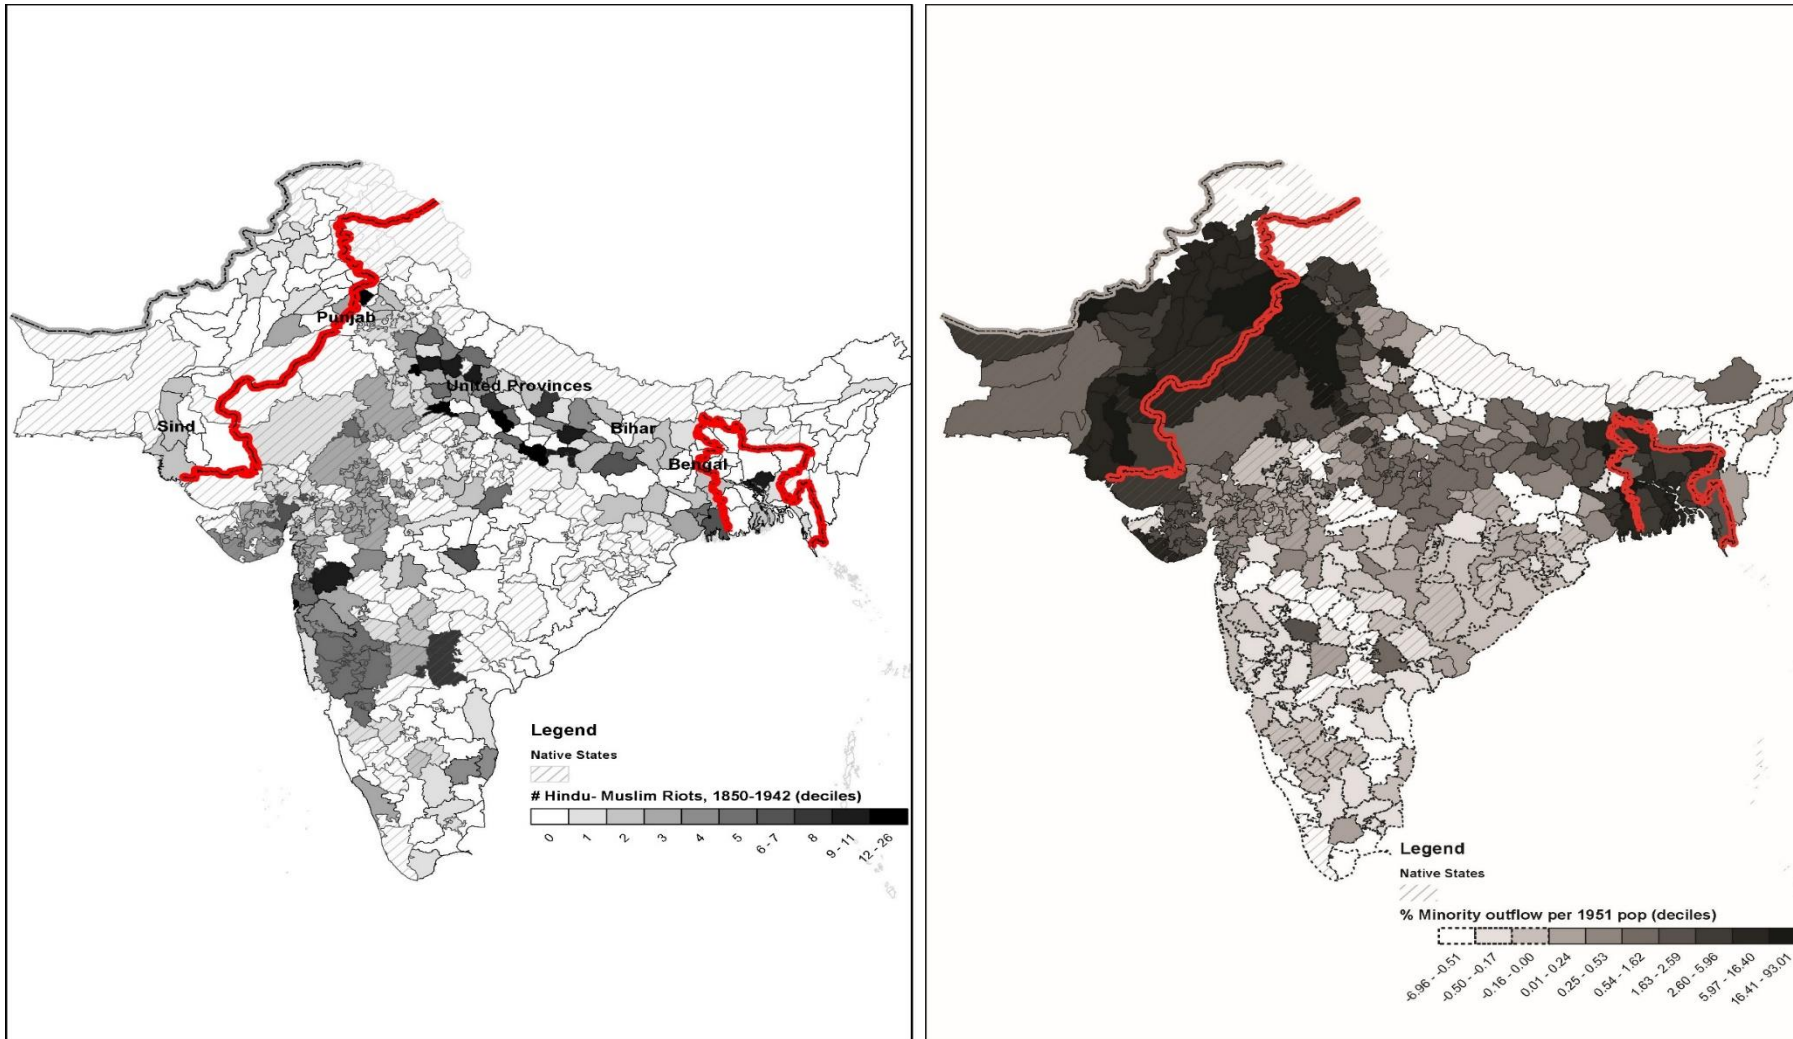 Punjab
United Provinces
Sind
Bihar
Bengal
Legend
Native States
# Hindu- Muslim Riots, 1850-1942 (deciles)
0 1 2 3 4 5 6 - 7 8 9 - 11 12 - 26
Legend
Native States
% Minority outflow per 1951 pop (deciles)
-6.96 - -0.51 -0.50 - -0.17 -0.16 - 0.00 0.01 - 0.24 0.25 - 0.53 0.54 - 1.62 1.63 - 2.59 2.60 - 5.96 5.97 - 16.40 16.41 - 93.01